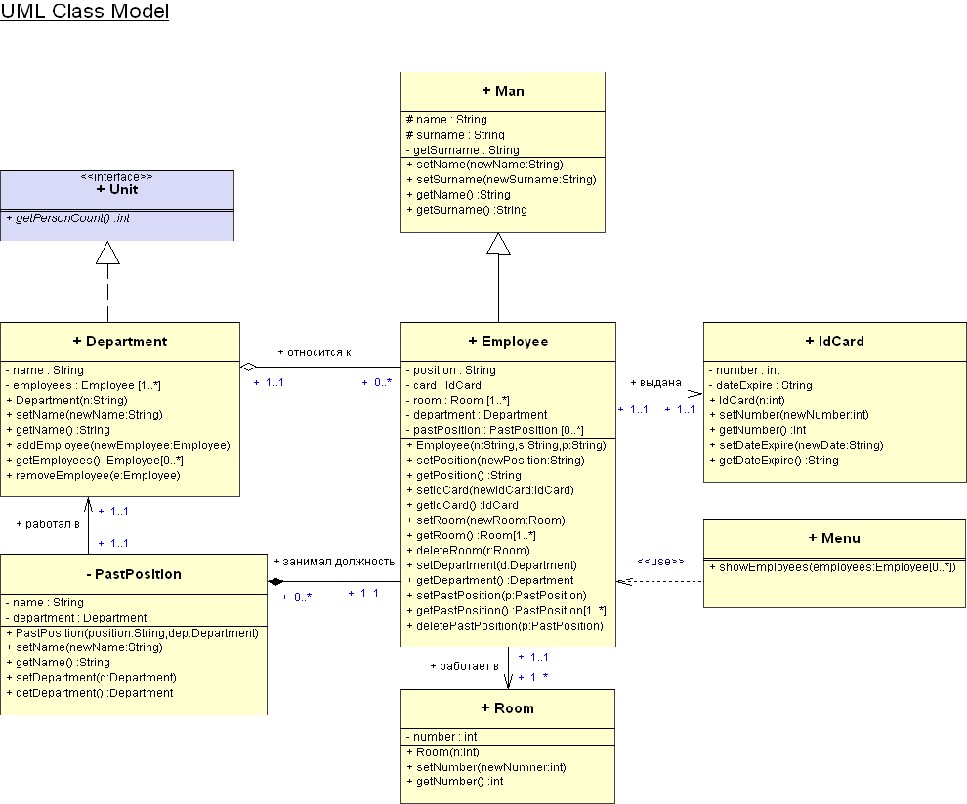 UML Class Model
+ Man
# name : String
# surname : String
- getSurname : String
+ setName(newName:String)
+ setSurname(newSurname:String)
+ getName() :String
+ getSurname() :String
<<interface>>
+ Unit
+ getPersonCount() :int
+ Department
- name : String
- employees : Employee [1..*]
+ Department(n:String)
+ setName(newName:String)
+ getName() :String
+ addEmployee(newEmployee:Employee)
+ getEmployees() :Employee[0..*]
+ removeEmployee(e:Employee)
+ относится к
+ 1..1
+ 0..*
+ Employee
- position : String
- card : IdCard
- room : Room [1..*]
- department : Department
- pastPosition : PastPosition [0..*]
+ Employee(n:String,s:String,p:String)
+ setPosition(newPosition:String)
+ getPosition() :String
+ setIdCard(newIdCard:IdCard)
+ getIdCard() :IdCard
+ setRoom(newRoom:Room)
+ getRoom() :Room[1..*]
+ deleteRoom(r:Room)
+ setDepartment(d:Department)
+ getDepartment() :Department
+ setPastPosition(p:PastPosition)
+ getPastPosition() :PastPosition[1..*]
+ deletePastPosition(p:PastPosition)
+ выдана
+ 1..1
+ 1..1
+ IdCard
- number : int
- dateExpire : String
+ IdCard(n:int)
+ setNumber(newNumber:int)
+ getNumber() :int
+ setDateExpire(newDate:String)
+ getDateExpire() :String
+ 1..1
+ работал в
+ 1..1
- PastPosition
- name : String
- department : Department
+ PastPosition(position:String,dep:Department)
+ setName(newName:String)
+ getName() :String
+ setDepartment(d:Department)
+ getDepartment() :Department
+ занимал должность
+ 0..*
+ 1..1
<<use>>
+ Menu
+ showEmployees(employees:Employee[0..*])
+ 1..1
+ работает в
+ 1..*
+ Room
- number : int
+ Room(n:int)
+ setNumber(newNumner:int)
+ getNumber() :int